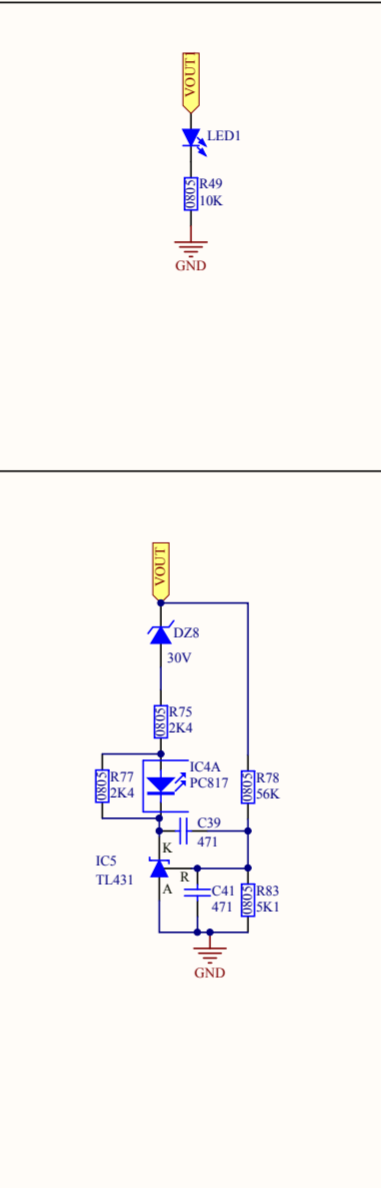 VOUT1
LED1
0805
R49
10K
GND
VOUT
DZ8
30V
0805
R75
2K4
0805
R77
2K4
IC4A
PC817
0805
R78
56K
C39
471
K
IC5
TL431
R
A
C41
471
0805
R83
5K1
GND